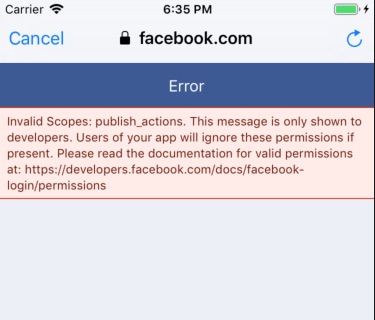 Carrier 6:35 PM
Cancel facebook.com
Error
Invalid Scopes: publish_actions. This message is only shown to
developers. Users of your app will ignore these permissions if
present. Please read the documentation for valid permissions
at: https://developers.facebook.com/docs/facebook-
login/permissions